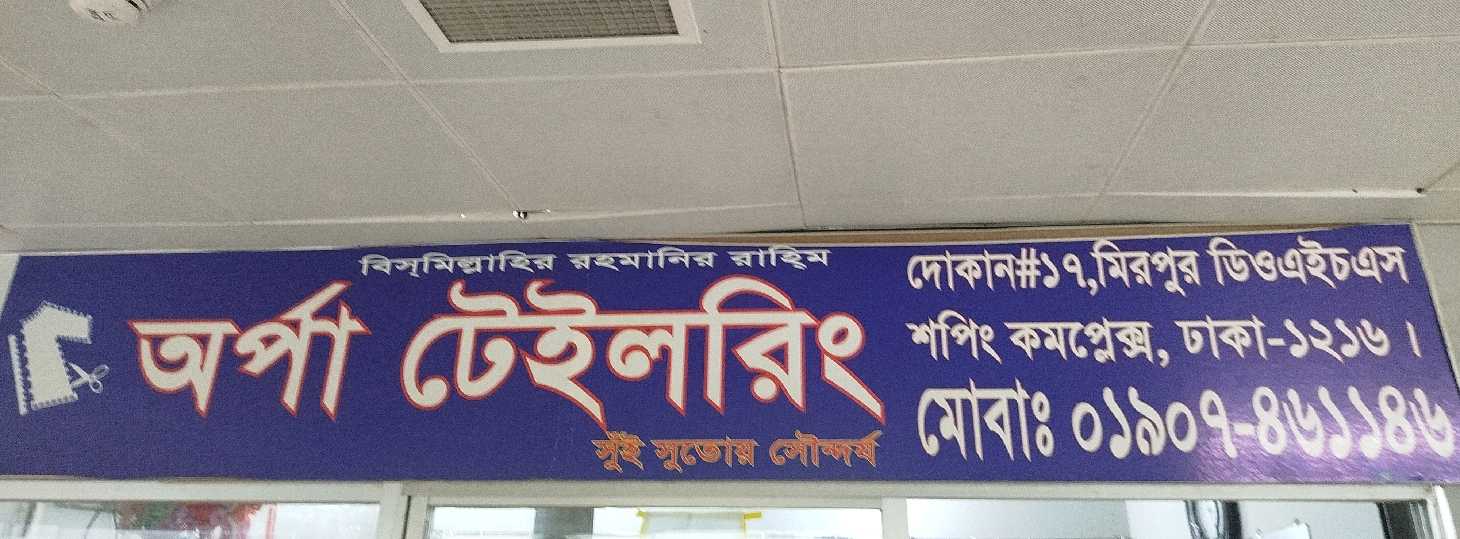 বিস্‌মিল্লাহির রহমানির রাহিম
অর্পা টেইলরিং
সুঁই সুতোয় সৌন্দর্য
দোকান#১৭,মিরপুর ডিওএইচএস
শপিং কমপ্লেক্স, ঢাকা-১২১৬ ।
মোবাঃ ০১৯০৭-৪৬১১৪৬